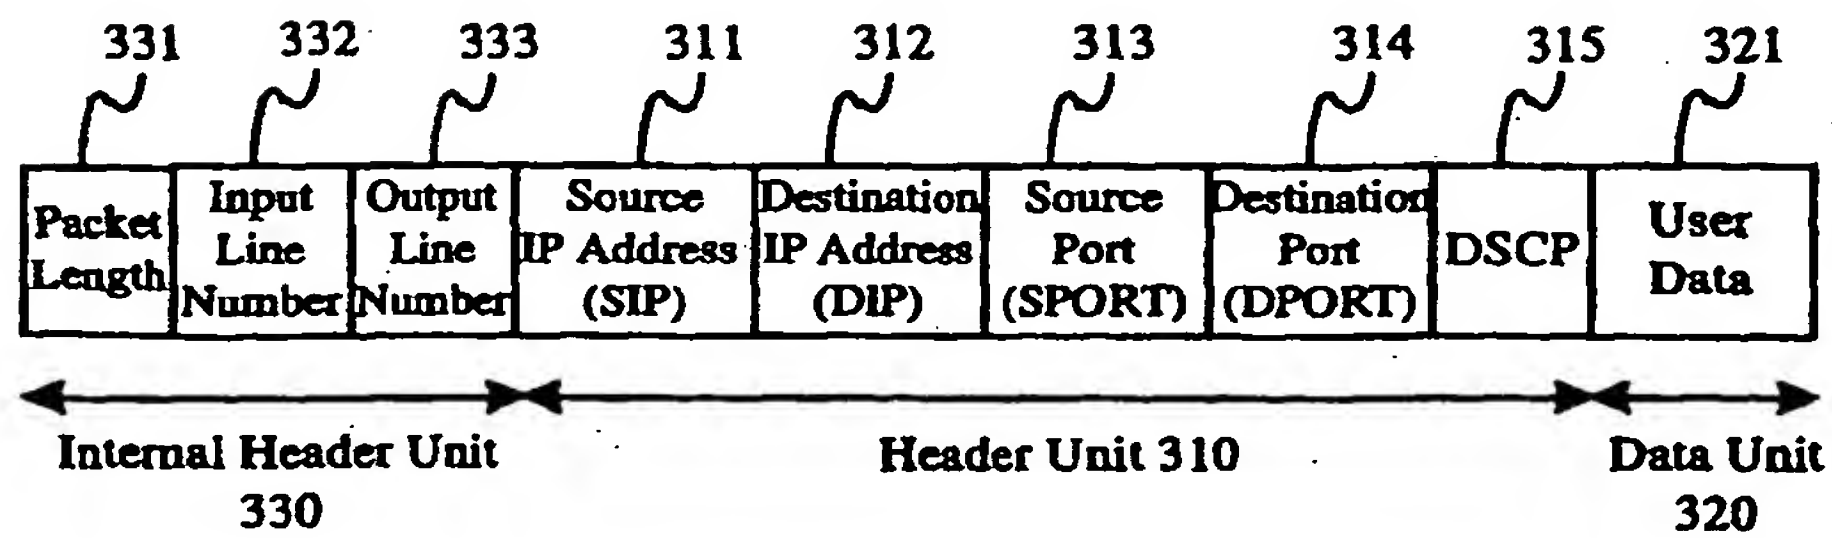 331 332 333 311 312 313 314 315 321
Packet
Length
Input
Line
Number
Output
Line
Number
Source
IP Address
(SIP)
Destination
IP Address
(DIP)
Source
Port
(SPORT)
Destination
Port
(DPORT)
DSCP
User
Data
Internal Header Unit
330
Header Unit 310
Data Unit
320